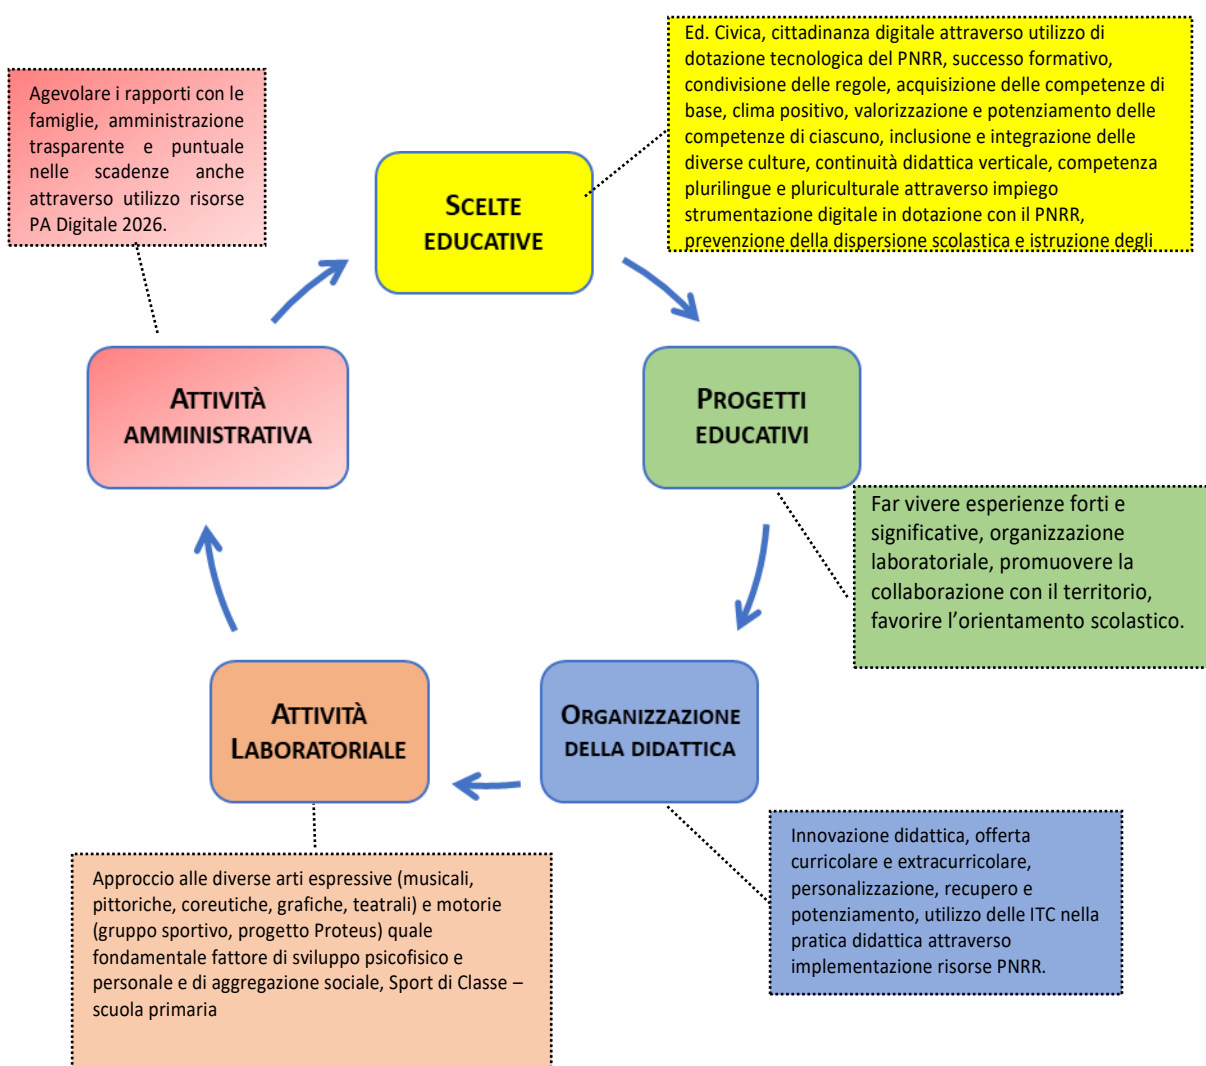 Ed. Civica, cittadinanza digitale attraverso utilizzo di
dotazione tecnologica del PNRR, successo formativo,
condivisione delle regole, acquisizione delle competenze di
base, clima positivo, valorizzazione e potenziamento delle
competenze di ciascuno, inclusione e integrazione delle
diverse culture, continuità didattica verticale, competenza
plurilingue e pluriculturale attraverso impiego
strumentazione digitale in dotazione con il PNRR,
prevenzione della dispersione scolastica e istruzione degli
Agevolare i rapporti con le
famiglie, amministrazione
trasparente e puntuale
nelle scadenze anche
attraverso utilizzo risorse
PA Digitale 2026.
SCELTE
EDUCATIVE
ATTIVITÀ
AMMINISTRATIVA
PROGETTI
EDUCATIVI
Far vivere esperienze forti e
significative, organizzazione
laboratoriale, promuovere la
collaborazione con il territorio,
favorire l’orientamento scolastico.
ATTIVITÀ
LABORATORIALE
ORGANIZZAZIONE
DELLA DIDATTICA
Innovazione didattica, offerta
curricolare e extracurricolare,
personalizzazione, recupero e
potenziamento, utilizzo delle ITC nella
pratica didattica attraverso
implementazione risorse PNRR.
Approccio alle diverse arti espressive (musicali,
pittoriche, coreutiche, grafiche, teatrali) e motorie
(gruppo sportivo, progetto Proteus) quale
fondamentale fattore di sviluppo psicofisico e
personale e di aggregazione sociale, Sport di Classe –
scuola primaria